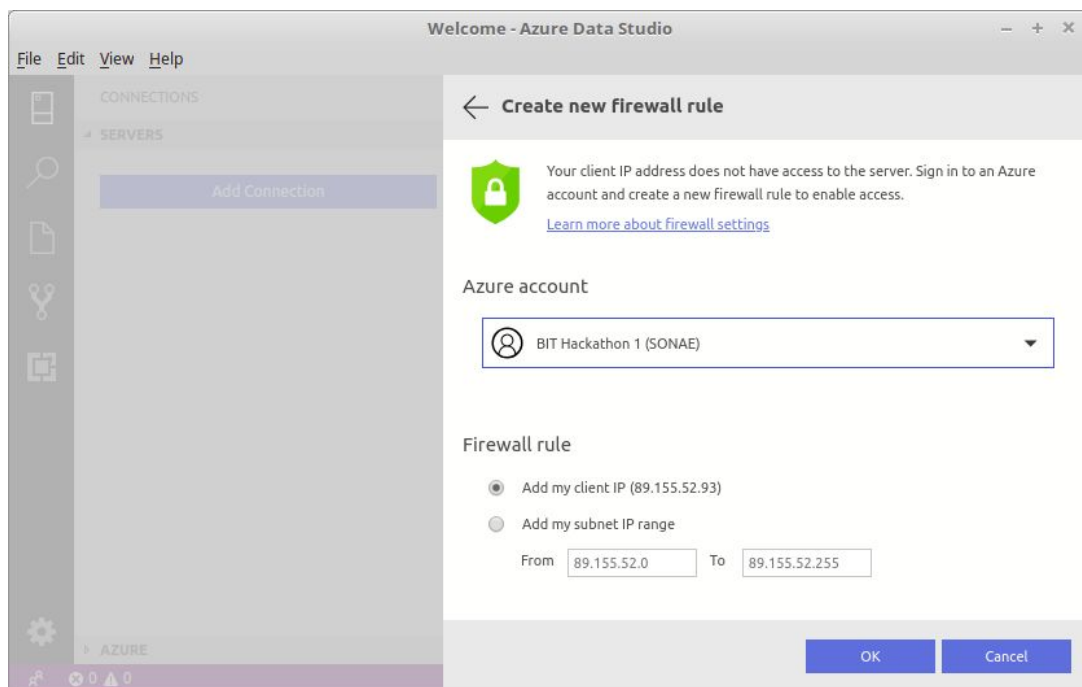 Welcome - Azure Data Studio
File Edit View Help
CONNECTIONS
SERVERS
Add Connection
Create new firewall rule
Your client IP address does not have access to the server. Sign in to an Azure
account and create a new firewall rule to enable access.
Learn more about firewall settings
Azure account
BIT Hackathon 1 (SONAE)
Firewall rule
Add my client IP (89.155.52.93)
Add my subnet IP range
From 89.155.52.0 To 89.155.52.255
AZURE
OK Cancel
0 0